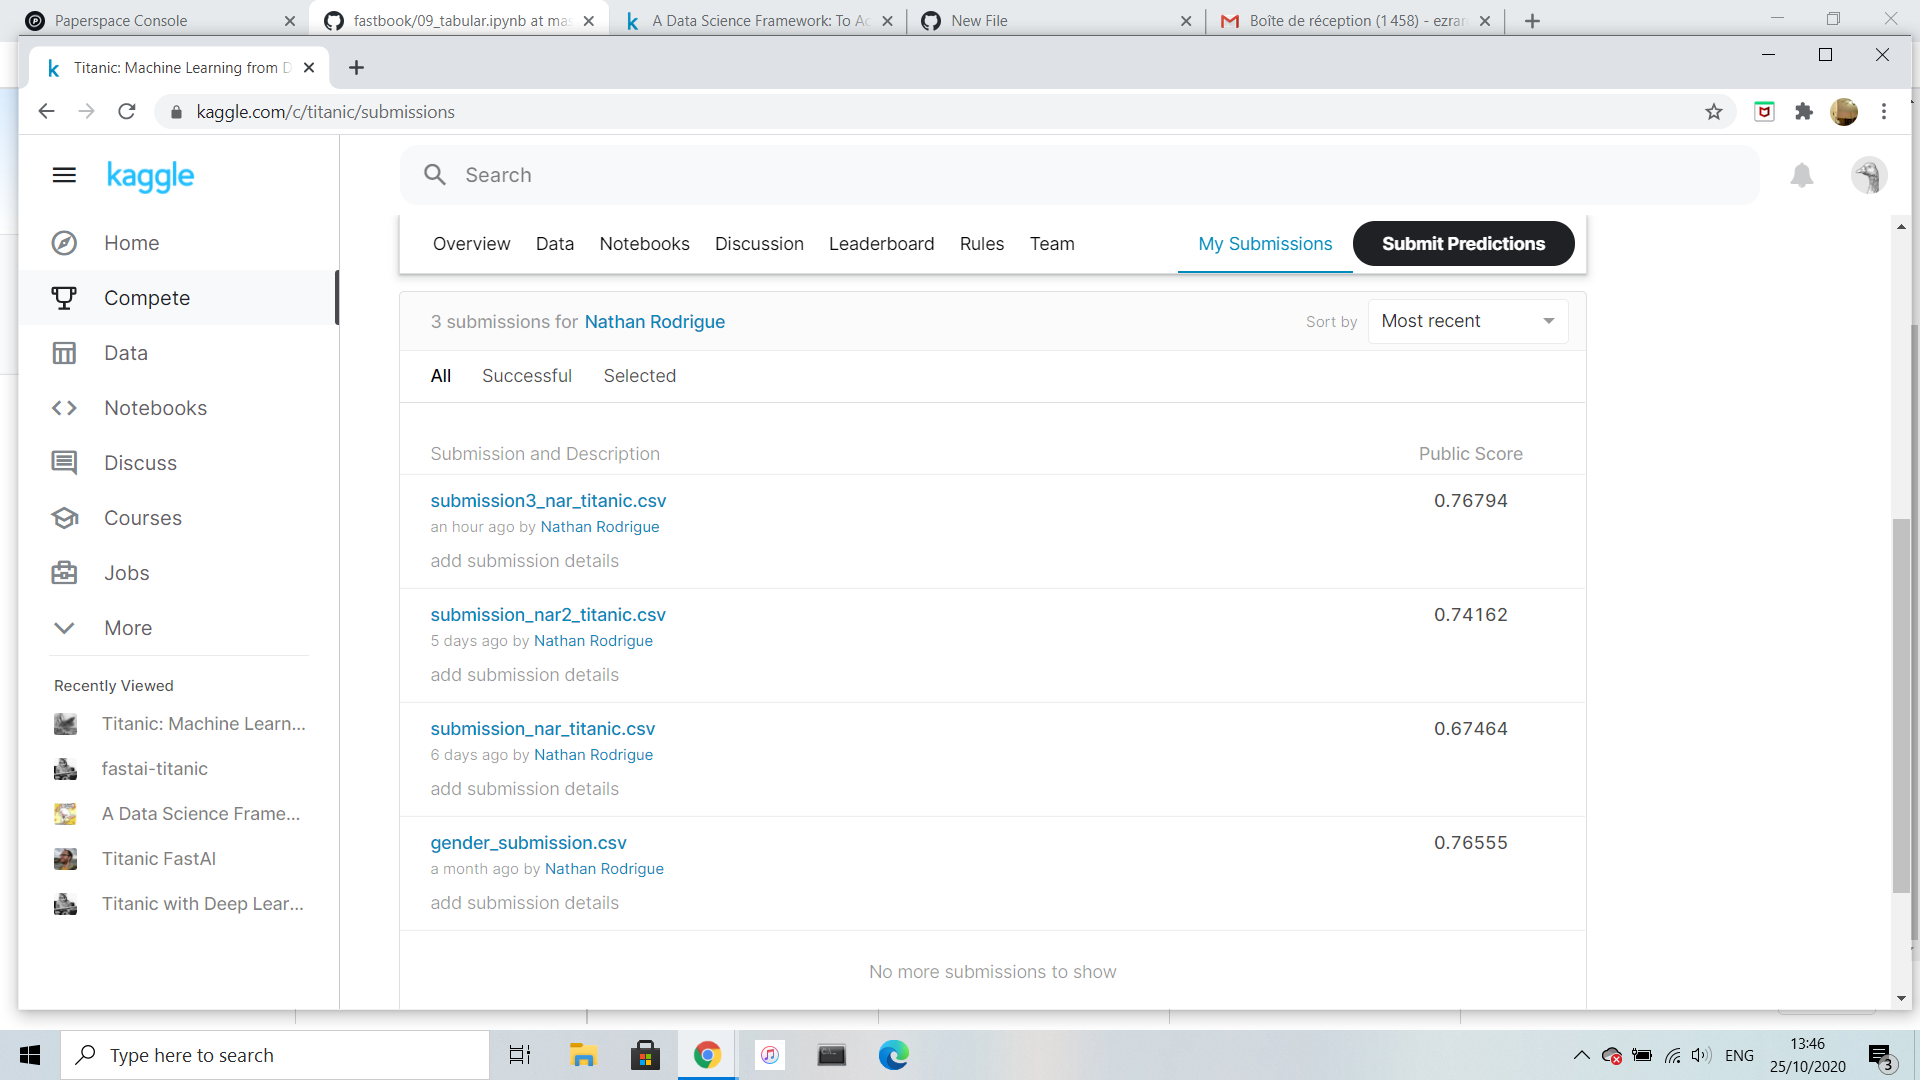 Paperspace Console
fastbook/09_tabular.ipynb at mas
A Data Science Framework: To Ac
New File
Boîte de réception (1 458) - ezrar
Titanic: Machine Learning from D
kaggle.com/c/titanic/submissions
kaggle
Search
Home
Compete
Data
Notebooks
Discuss
Courses
Jobs
More
Recently Viewed
Titanic: Machine Learn...
fastai-titanic
A Data Science Frame...
Titanic FastAI
Titanic with Deep Lear...
Overview Data Notebooks Discussion Leaderboard Rules Team My Submissions Submit Predictions
3 submissions for Nathan Rodrigue Sort by Most recent
All Successful Selected
Submission and Description Public Score
submission3_nar_titanic.csv 0.76794
an hour ago by Nathan Rodrigue
add submission details
submission_nar2_titanic.csv 0.74162
5 days ago by Nathan Rodrigue
add submission details
submission_nar_titanic.csv 0.67464
6 days ago by Nathan Rodrigue
add submission details
gender_submission.csv 0.76555
a month ago by Nathan Rodrigue
add submission details
No more submissions to show
Type here to search
ENG
13:46
25/10/2020
3